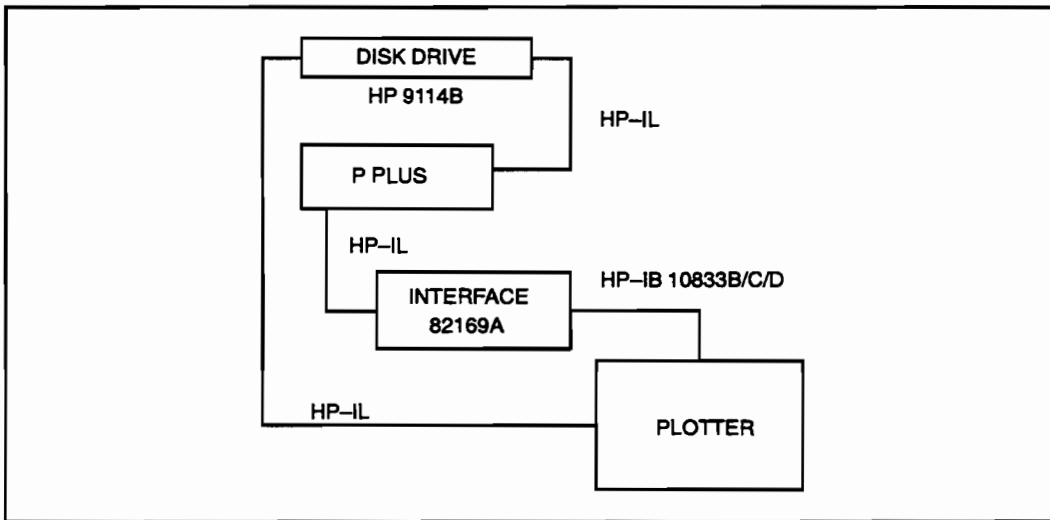 DISK DRIVE
HP 9114B
HP–IL
P PLUS
HP–IL
HP–IB 10833B/C/D
INTERFACE
82169A
HP–IL
PLOTTER